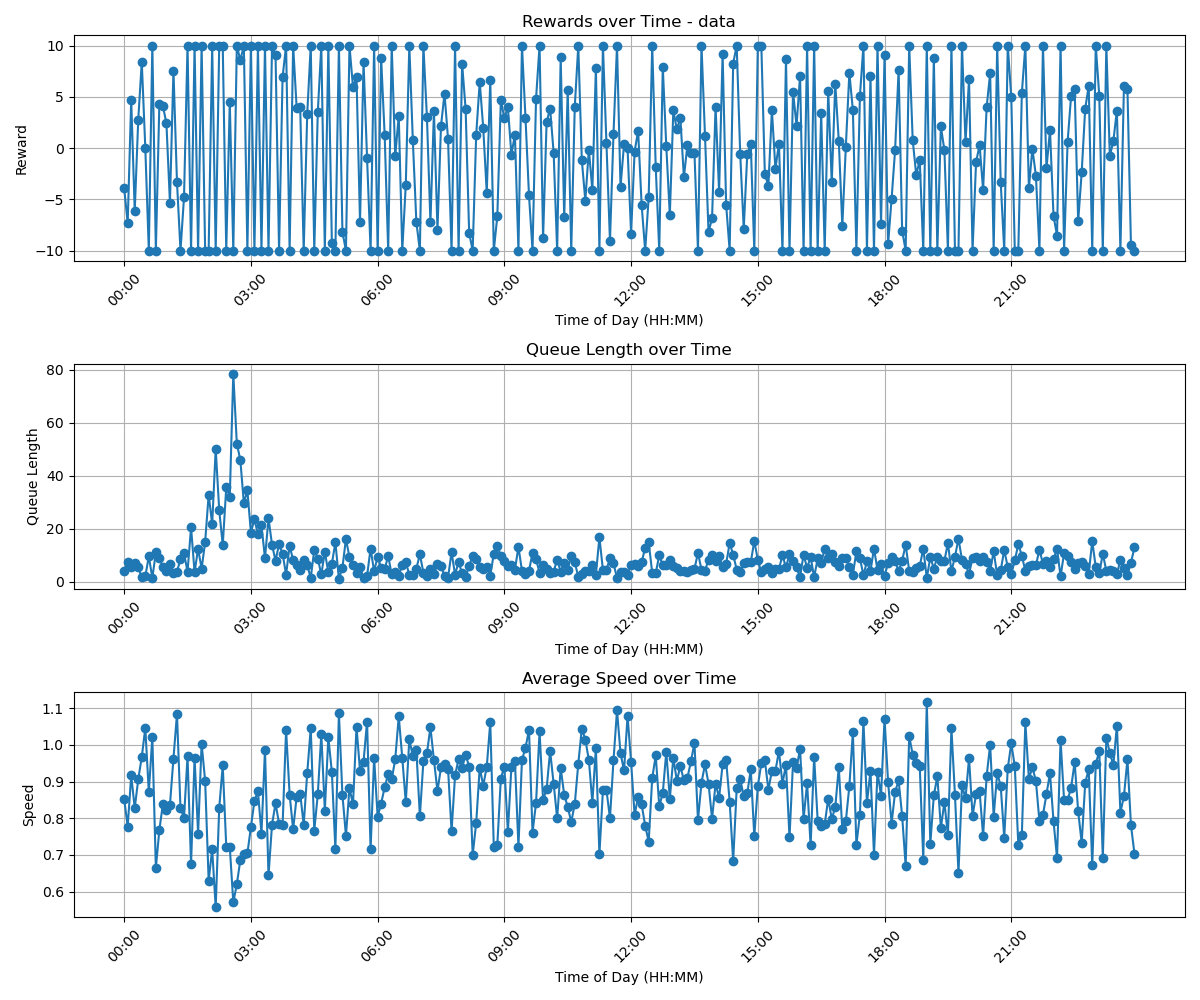 Rewards over Time - data
Reward
10
5
0
−5
−10
00:00 03:00 06:00 09:00 12:00 15:00 18:00 21:00
Time of Day (HH:MM)
Queue Length over Time
Queue Length
80
60
40
20
0
00:00 03:00 06:00 09:00 12:00 15:00 18:00 21:00
Time of Day (HH:MM)
Average Speed over Time
Speed
1.1
1.0
0.9
0.8
0.7
0.6
00:00 03:00 06:00 09:00 12:00 15:00 18:00 21:00
Time of Day (HH:MM)